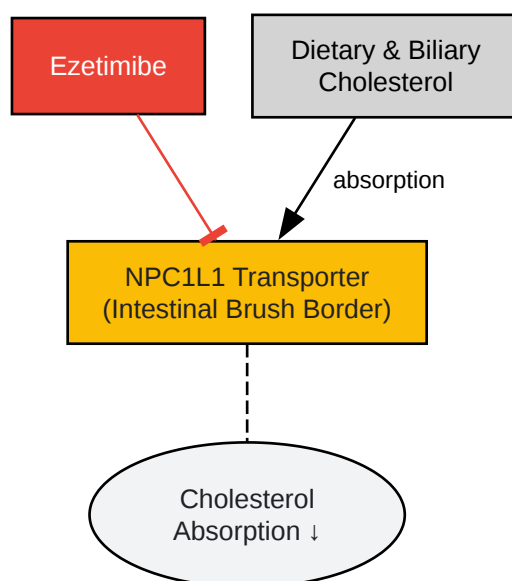 Ezetimibe
Dietary & Biliary
Cholesterol
absorption
NPC1L1 Transporter
(Intestinal Brush Border)
Cholesterol
Absorption ↓